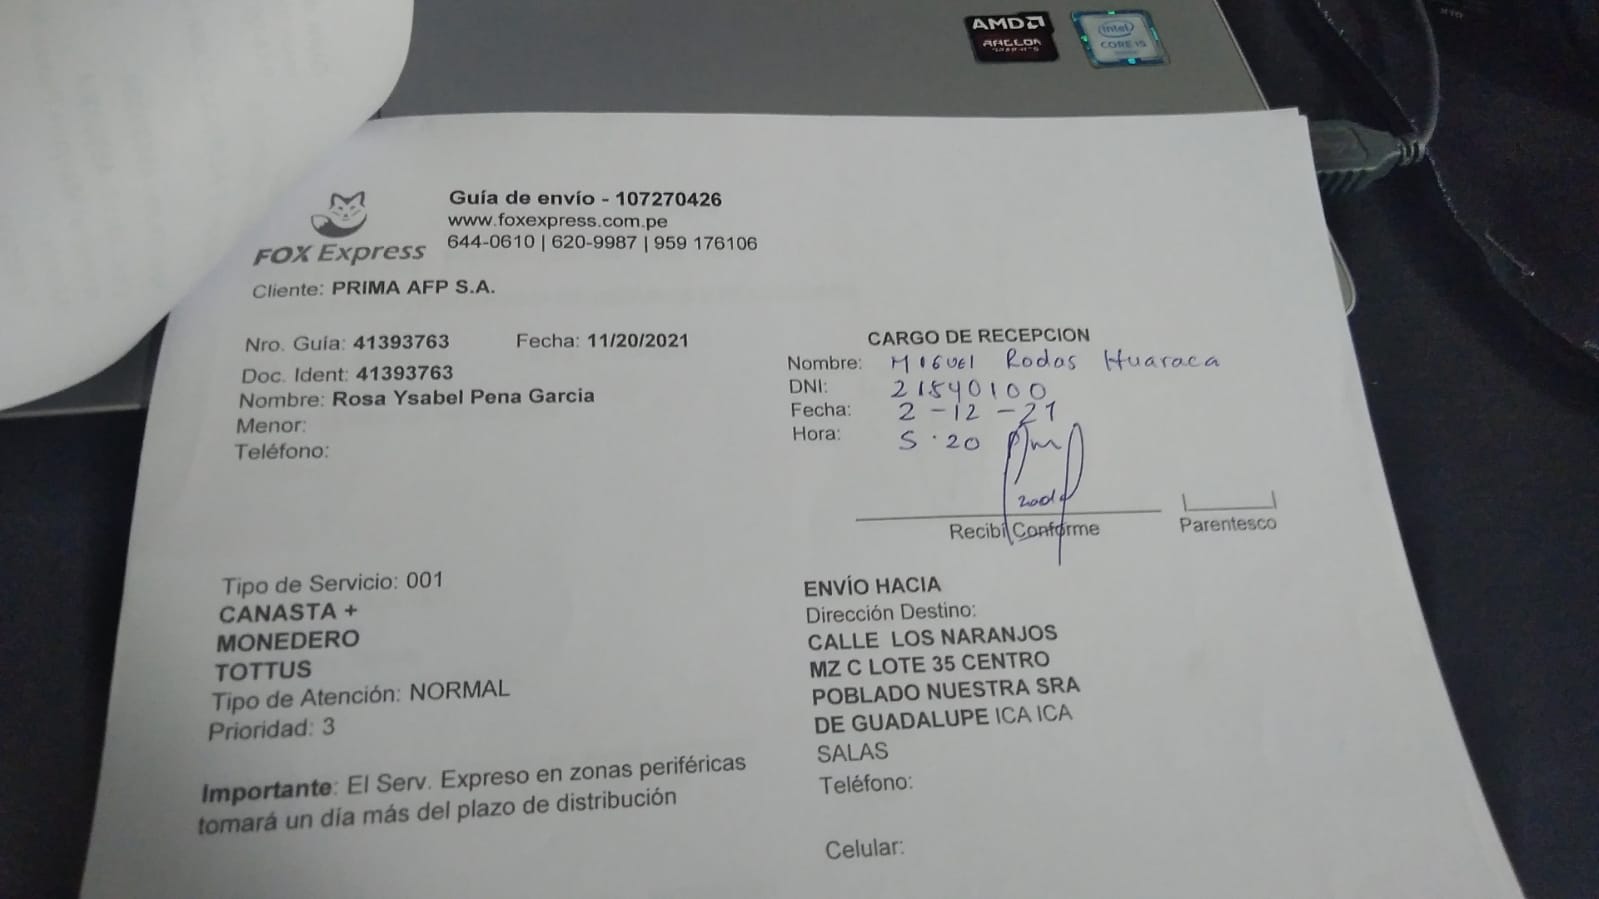 AMD
RADEON
intel
CORE i5
FOX Express
Guía de envío - 107270426
www.foxexpress.com.pe
644-0610 | 620-9987 | 959 176106
Cliente: PRIMA AFP S.A.
Nro. Guía: 41393763 Fecha: 11/20/2021
Doc. Ident: 41393763
Nombre: Rosa Ysabel Pena Garcia
Menor:
Teléfono:
CARGO DE RECEPCION
Nombre: MIGUEL Rodas Huaraca
DNI: 21540100
Fecha: 2-12-21
Hora: 5.20 pm
Recibí Conforme
Parentesco
Tipo de Servicio: 001
CANASTA +
MONEDERO
TOTTUS
Tipo de Atención: NORMAL
Prioridad: 3
Importante: El Serv. Expreso en zonas periféricas
tomará un día más del plazo de distribución
ENVÍO HACIA
Dirección Destino:
CALLE LOS NARANJOS
MZ C LOTE 35 CENTRO
POBLADO NUESTRA SRA
DE GUADALUPE ICA ICA
SALAS
Teléfono:
Celular: